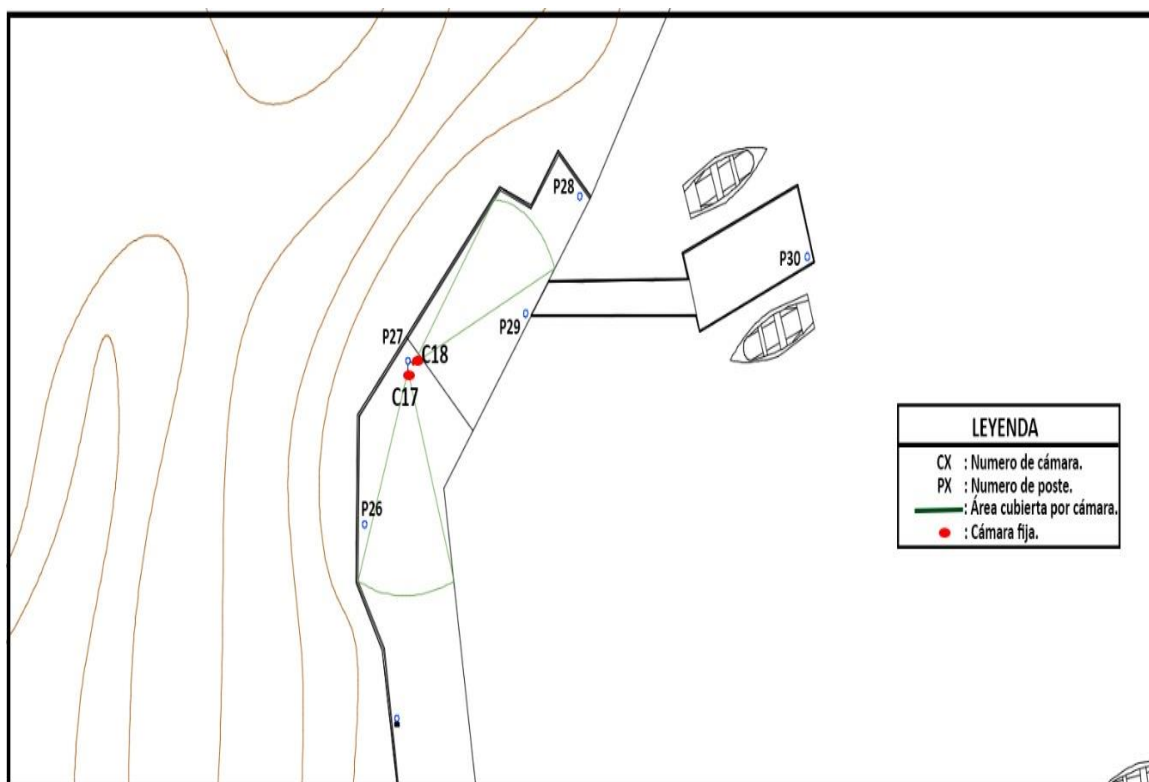 P28
P30
P29
P27
C18
C17
P26
LEYENDA
CX : Numero de cámara.
PX : Numero de poste.
: Área cubierta por cámara.
: Cámara fija.